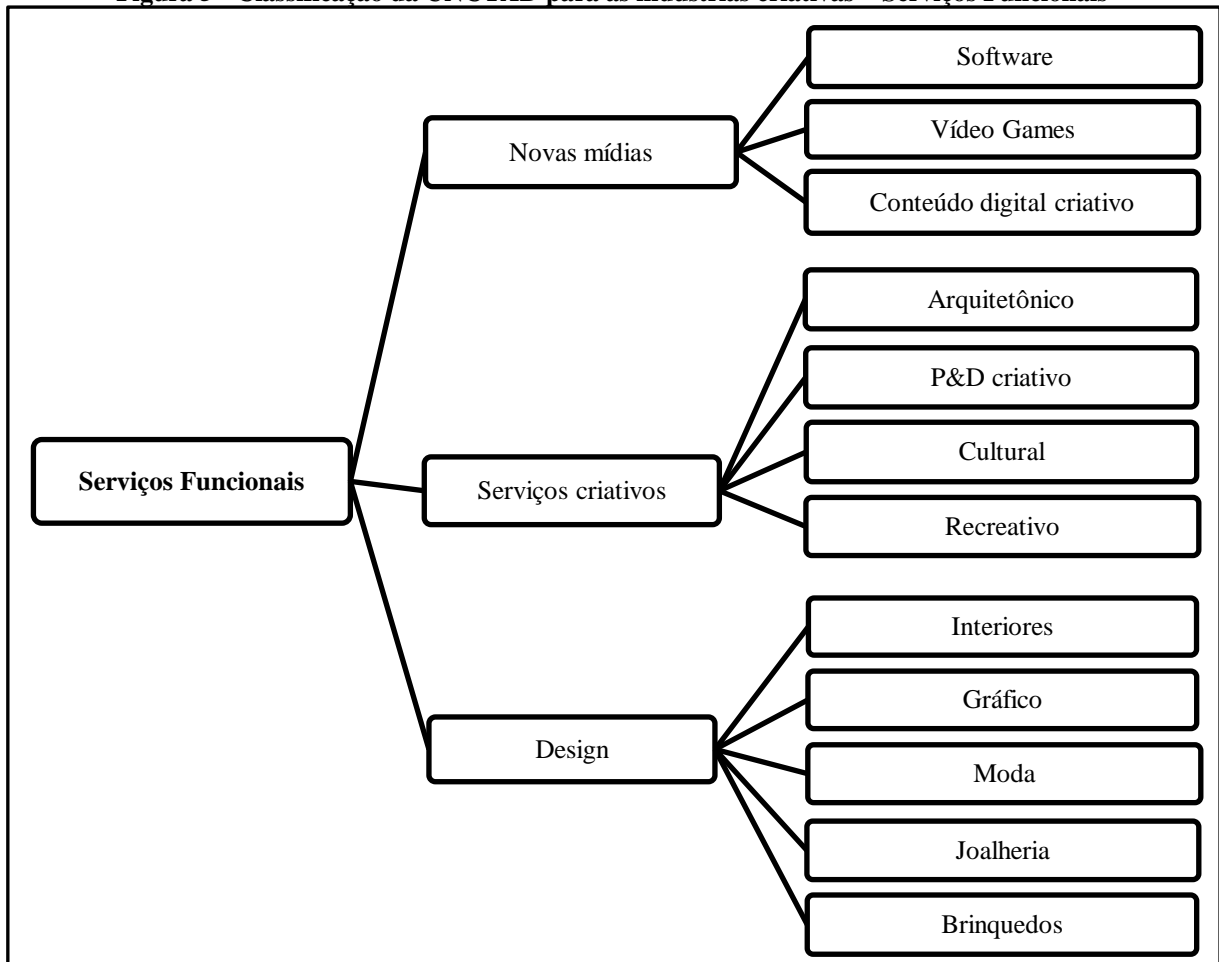 Serviços Funcionais
Novas mídias
Software
Vídeo Games
Conteúdo digital criativo
Serviços criativos
Arquitetônico
P&D criativo
Cultural
Recreativo
Design
Interiores
Gráfico
Moda
Joalheria
Brinquedos